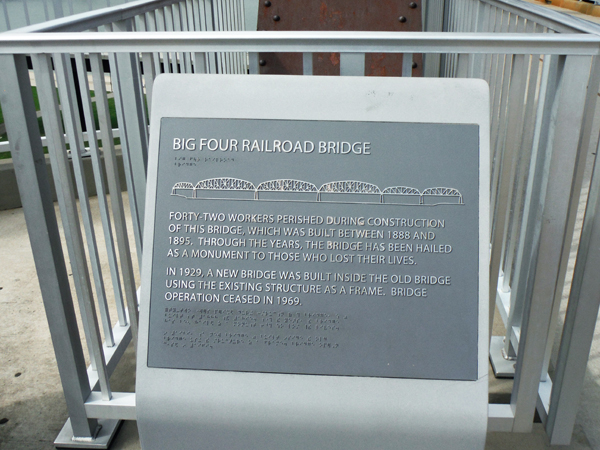 BIG FOUR RAILROAD BRIDGE
FORTY-TWO WORKERS PERISHED DURING CONSTRUCTION
OF THIS BRIDGE, WHICH WAS BUILT BETWEEN 1888 AND
1895. THROUGH THE YEARS, THE BRIDGE HAS BEEN HAILED
AS A MONUMENT TO THOSE WHO LOST THEIR LIVES.
IN 1929, A NEW BRIDGE WAS BUILT INSIDE THE OLD BRIDGE
USING THE EXISTING STRUCTURE AS A FRAME. BRIDGE
OPERATION CEASED IN 1969.